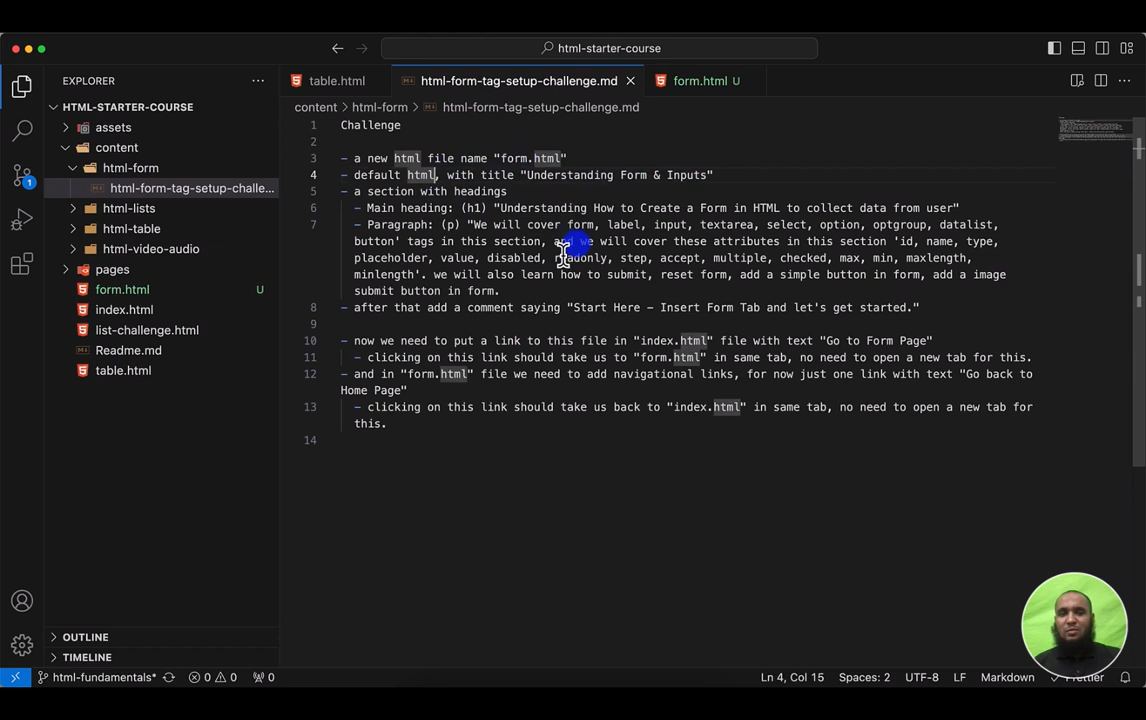 html-starter-course
EXPLORER
HTML-STARTER-COURSE
assets
content
html-form
html-form-tag-setup-challe...
html-lists
html-table
html-video-audio
pages
form.html U
index.html
list-challenge.html
Readme.md
table.html
OUTLINE
TIMELINE
table.html
html-form-tag-setup-challenge.md
form.html U
content > html-form > html-form-tag-setup-challenge.md
1 Challenge
2
3 - a new html file name "form.html"
4 - default html, with title "Understanding Form & Inputs"
5 - a section with headings
6 - Main heading: (h1) "Understanding How to Create a Form in HTML to collect data from user"
7 - Paragraph: (p) "We will cover form, label, input, textarea, select, option, optgroup, datalist,
button' tags in this section, and we will cover these attributes in this section 'id, name, type,
placeholder, value, disabled, readonly, step, accept, multiple, checked, max, min, maxlength,
minlength'. we will also learn how to submit, reset form, add a simple button in form, add a image
submit button in form.
8 - after that add a comment saying "Start Here – Insert Form Tab and let's get started."
9
10 - now we need to put a link to this file in "index.html" file with text "Go to Form Page"
11 - clicking on this link should take us to "form.html" in same tab, no need to open a new tab for this.
12 - and in "form.html" file we need to add navigational links, for now just one link with text "Go back to
Home Page"
13 - clicking on this link should take us back to "index.html" in same tab, no need to open a new tab for
this.
14
1
html-fundamentals* 0 0 0
Ln 4, Col 15 Spaces: 2 UTF-8 LF Markdown Prettier